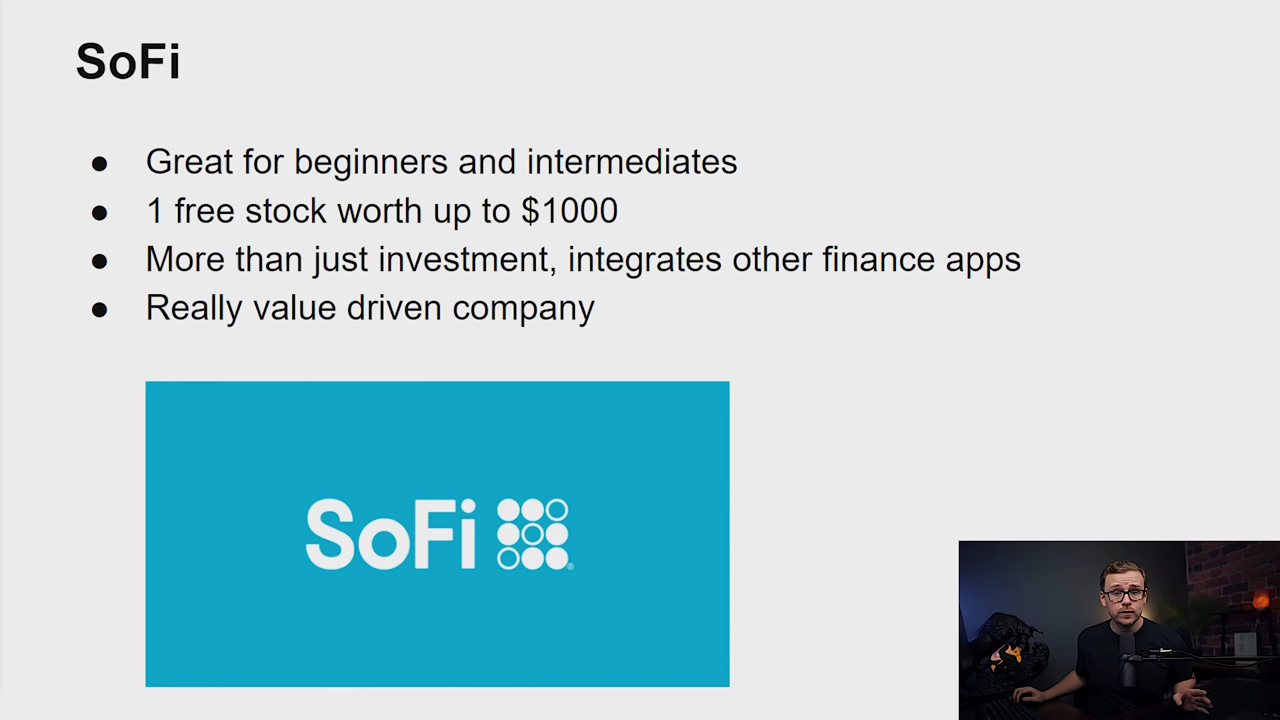 SoFi
● Great for beginners and intermediates
● 1 free stock worth up to $1000
● More than just investment, integrates other finance apps
● Really value driven company
SoFi ®